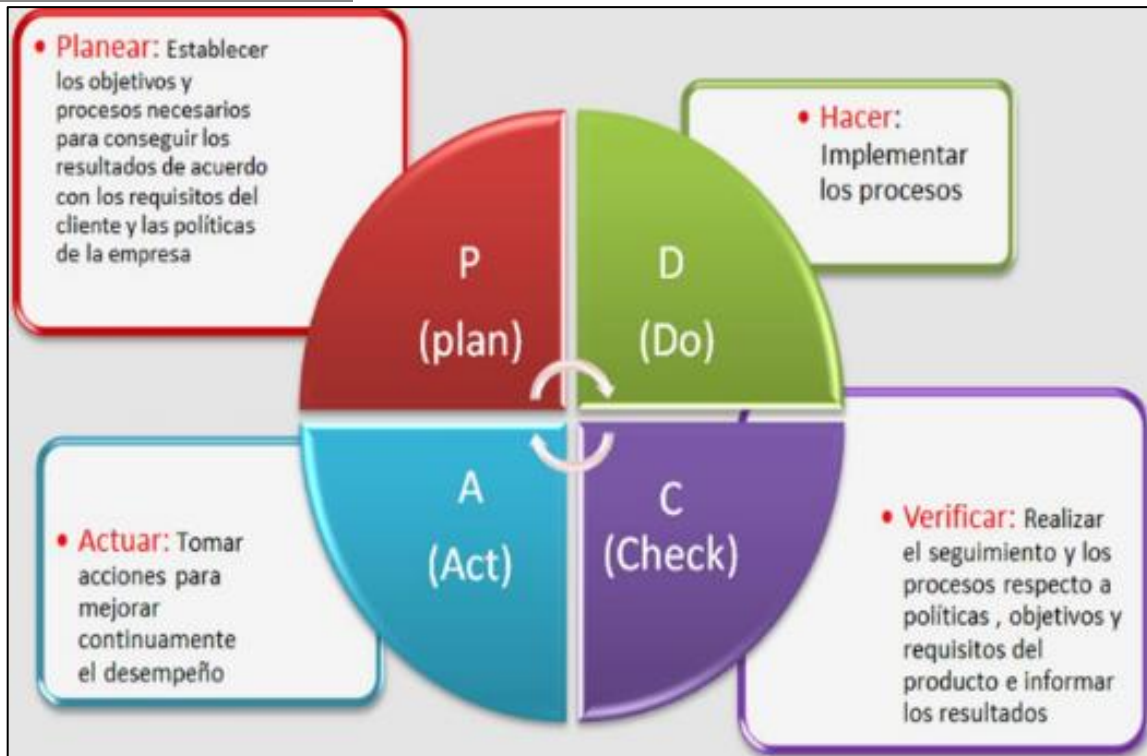 • Planear: Establecer
los objetivos y
procesos necesarios
para conseguir los
resultados de acuerdo
con los requisitos del
cliente y las políticas
de la empresa
• Hacer:
Implementar
los procesos
P
(plan)
D
(Do)
A
(Act)
C
(Check)
• Actuar: Tomar
acciones para
mejorar
continuamente
el desempeño
• Verificar: Realizar
el seguimiento y los
procesos respecto a
políticas , objetivos y
requisitos del
producto e informar
los resultados